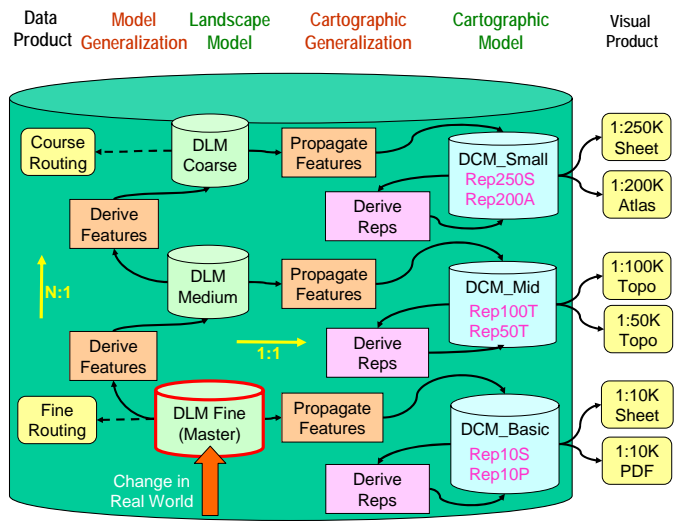 Data
Product
Model
Generalization
Landscape
Model
Cartographic
Generalization
Cartographic
Model
Visual
Product
Course
Routing
DLM
Coarse
Propagate
Features
DCM_Small
Rep250S
Rep200A
1:250K
Sheet
1:200K
Atlas
Derive
Features
Derive
Reps
N:1
DLM
Medium
Propagate
Features
DCM_Mid
Rep100T
Rep50T
1:100K
Topo
1:50K
Topo
Derive
Features
1:1
Derive
Reps
Fine
Routing
DLM Fine
(Master)
Propagate
Features
DCM_Basic
Rep10S
Rep10P
1:10K
Sheet
1:10K
PDF
Change in
Real World
Derive
Reps